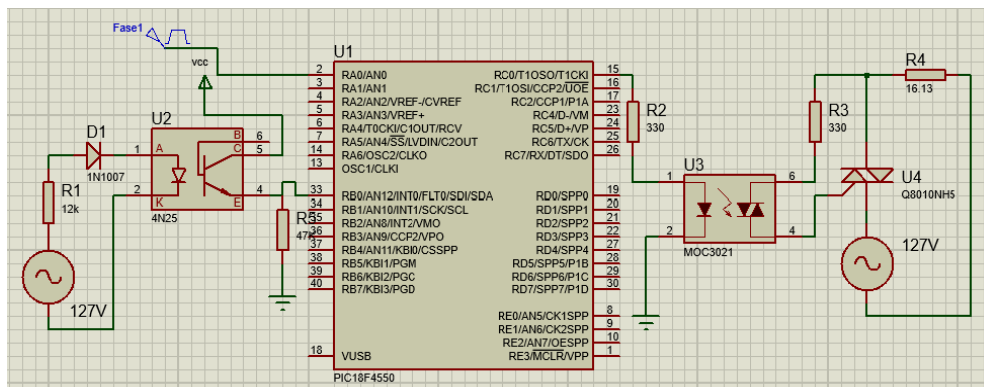 Fase1
vcc
D1
1N1007
R1
12k
127V
U2
A
K
B
C
E
1
2
6
5
4
4N25
R5
U1
2 RA0/AN0
3 RA1/AN1
4 RA2/AN2/VREF-/CVREF
5 RA3/AN3/VREF+
6 RA4/T0CKI/C1OUT/RCV
7 RA5/AN4/SS/LVDIN/C2OUT
14 RA6/OSC2/CLKO
13 OSC1/CLKI
33 RB0/AN12/INT0/FLT0/SDI/SDA
34 RB1/AN10/INT1/SCK/SCL
35 RB2/AN8/INT2/VMO
36 RB3/AN9/CCP2/VPO
37 RB4/AN11/KBI0/CSSPP
38 RB5/KBI1/PGM
39 RB6/KBI2/PGC
40 RB7/KBI3/PGD
18 VUSB
RC0/T1OSO/T1CKI 15
RC1/T1OSI/CCP2/UOE 16
RC2/CCP1/P1A 17
RC4/D-/VM 23
RC5/D+/VP 24
RC6/TX/CK 25
RC7/RX/DT/SDO 26
RD0/SPP0 19
RD1/SPP1 20
RD2/SPP2 21
RD3/SPP3 22
RD4/SPP4 27
RD5/SPP5/P1B 28
RD6/SPP6/P1C 29
RD7/SPP7/P1D 30
RE0/AN5/CK1SPP 8
RE1/AN6/CK2SPP 9
RE2/AN7/OESPP 10
RE3/MCLR/VPP 1
PIC18F4550
R2
330
U3
1
2
6
4
MOC3021
R3
330
R4
16.13
U4
Q8010NH5
127V